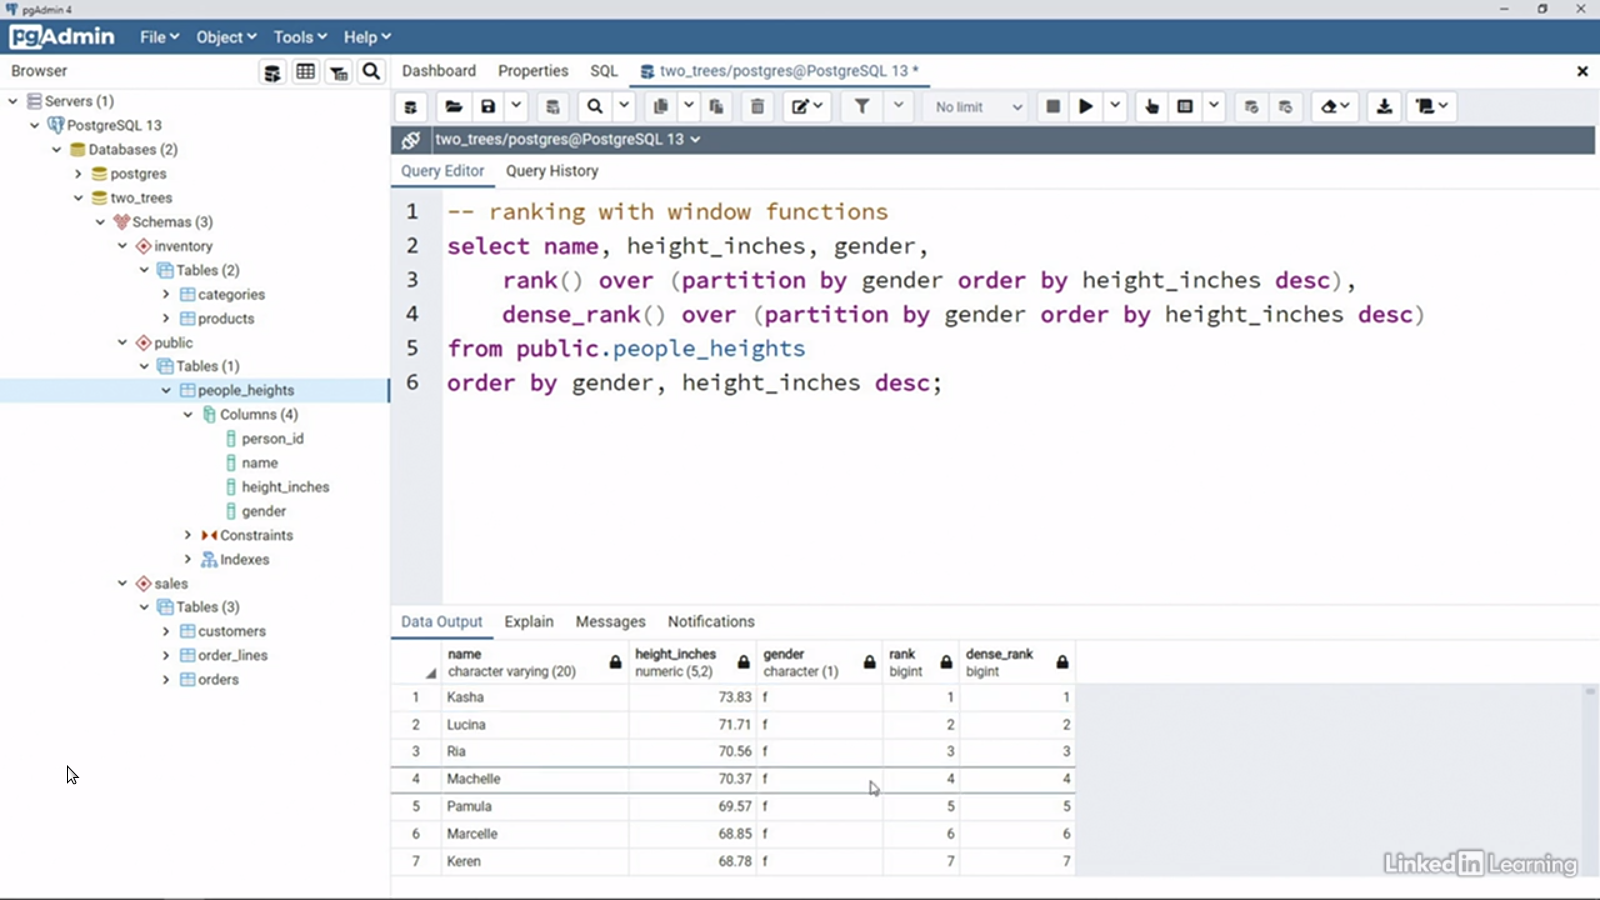 pgAdmin 4
pgAdmin File Object Tools Help
Browser
Dashboard Properties SQL two_trees/postgres@PostgreSQL 13 *
No limit
two_trees/postgres@PostgreSQL 13
Query Editor Query History
Servers (1)
PostgreSQL 13
Databases (2)
postgres
two_trees
Schemas (3)
inventory
Tables (2)
categories
products
public
Tables (1)
people_heights
Columns (4)
person_id
name
height_inches
gender
Constraints
Indexes
sales
Tables (3)
customers
order_lines
orders
1 -- ranking with window functions
2 select name, height_inches, gender,
3 rank() over (partition by gender order by height_inches desc),
4 dense_rank() over (partition by gender order by height_inches desc)
5 from public.people_heights
6 order by gender, height_inches desc;
Data Output Explain Messages Notifications
name height_inches gender rank dense_rank
character varying (20) numeric (5,2) character (1) bigint bigint
1 Kasha 73.83 f 1 1
2 Lucina 71.71 f 2 2
3 Ria 70.56 f 3 3
4 Machelle 70.37 f 4 4
5 Pamula 69.57 f 5 5
6 Marcelle 68.85 f 6 6
7 Keren 68.78 f 7 7
Linked in Learning